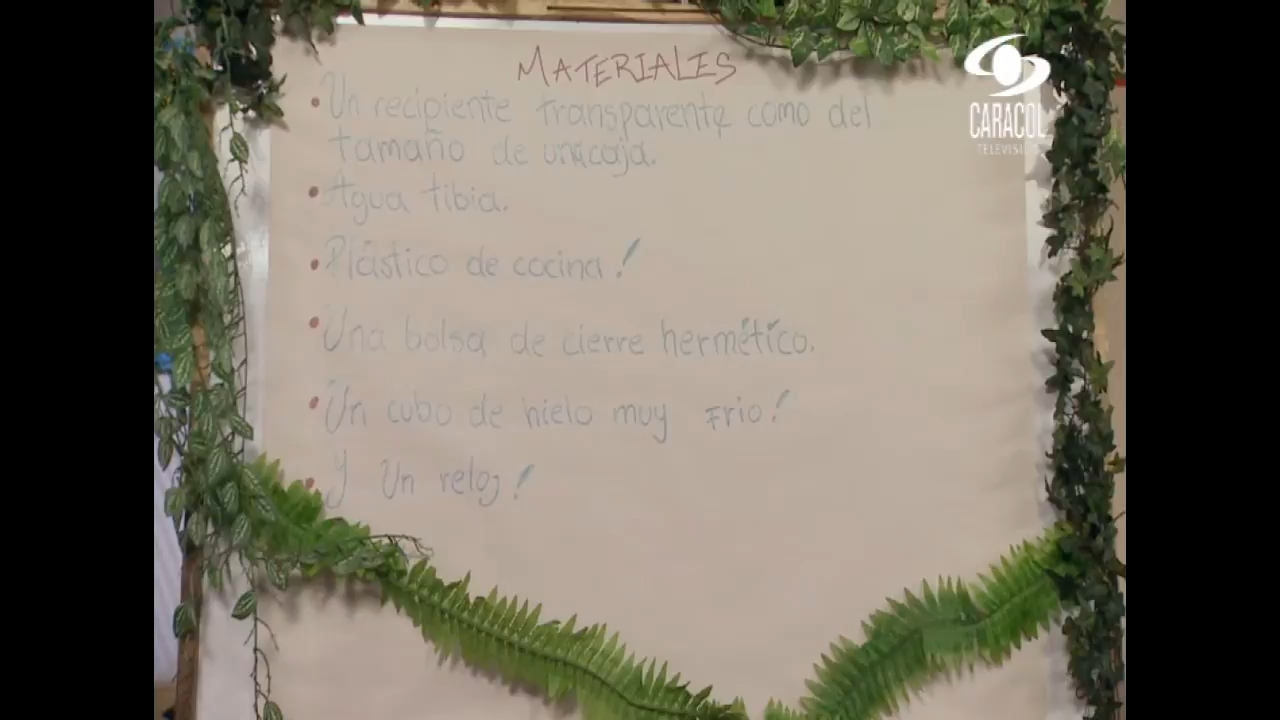 MATERIALES
• Un recipiente transparente como del
tamaño de una caja.
• Agua tibia.
• Plástico de cocina!
• Una bolsa de cierre hermético.
• Un cubo de hielo muy frio!
• Y Un reloj!
CARACOL
TELEVISIÓN